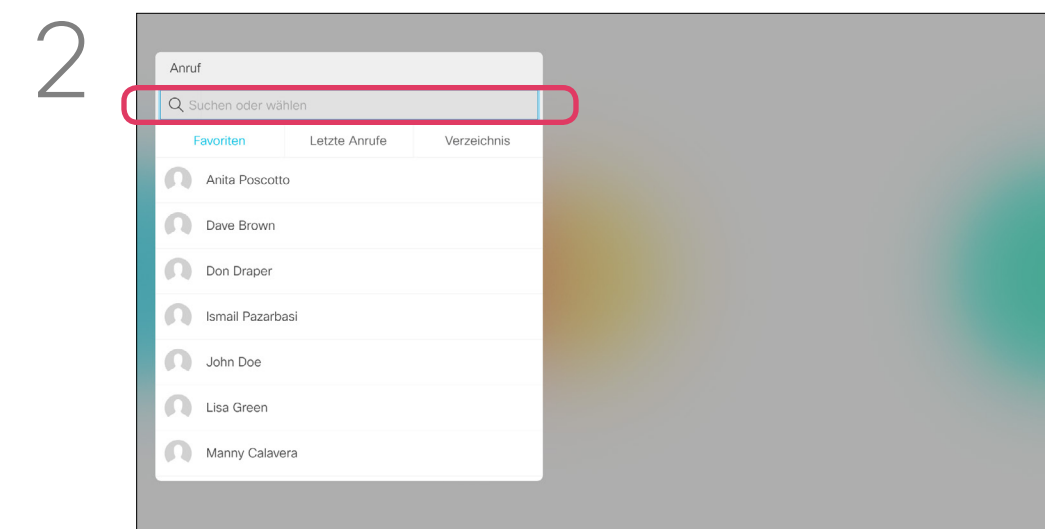 2
Anruf
Suchen oder wählen
Favoriten Letzte Anrufe Verzeichnis
Anita Poscotto
Dave Brown
Don Draper
Ismail Pazarbasi
John Doe
Lisa Green
Manny Calavera